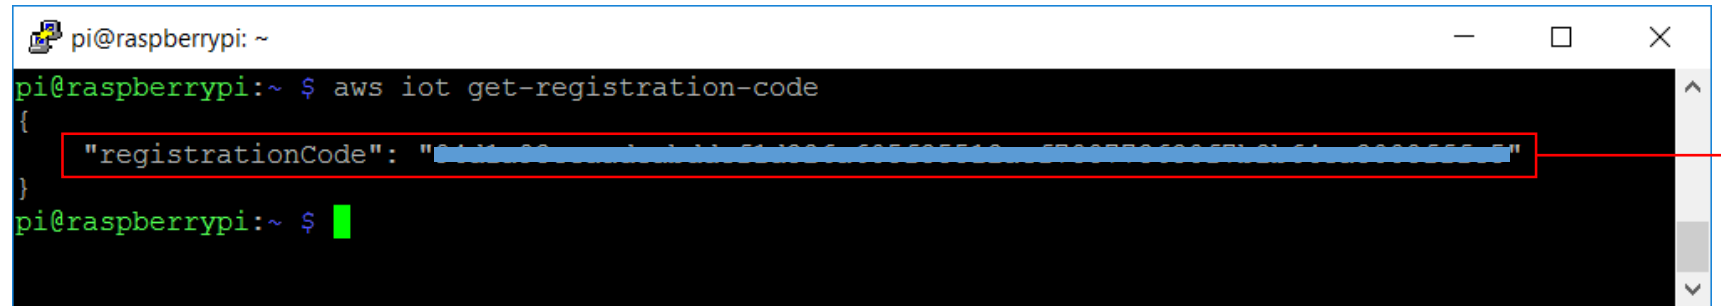 pi@raspberrypi: ~
pi@raspberrypi:~ $ aws iot get-registration-code
{
"registrationCode": " "
}
pi@raspberrypi:~ $